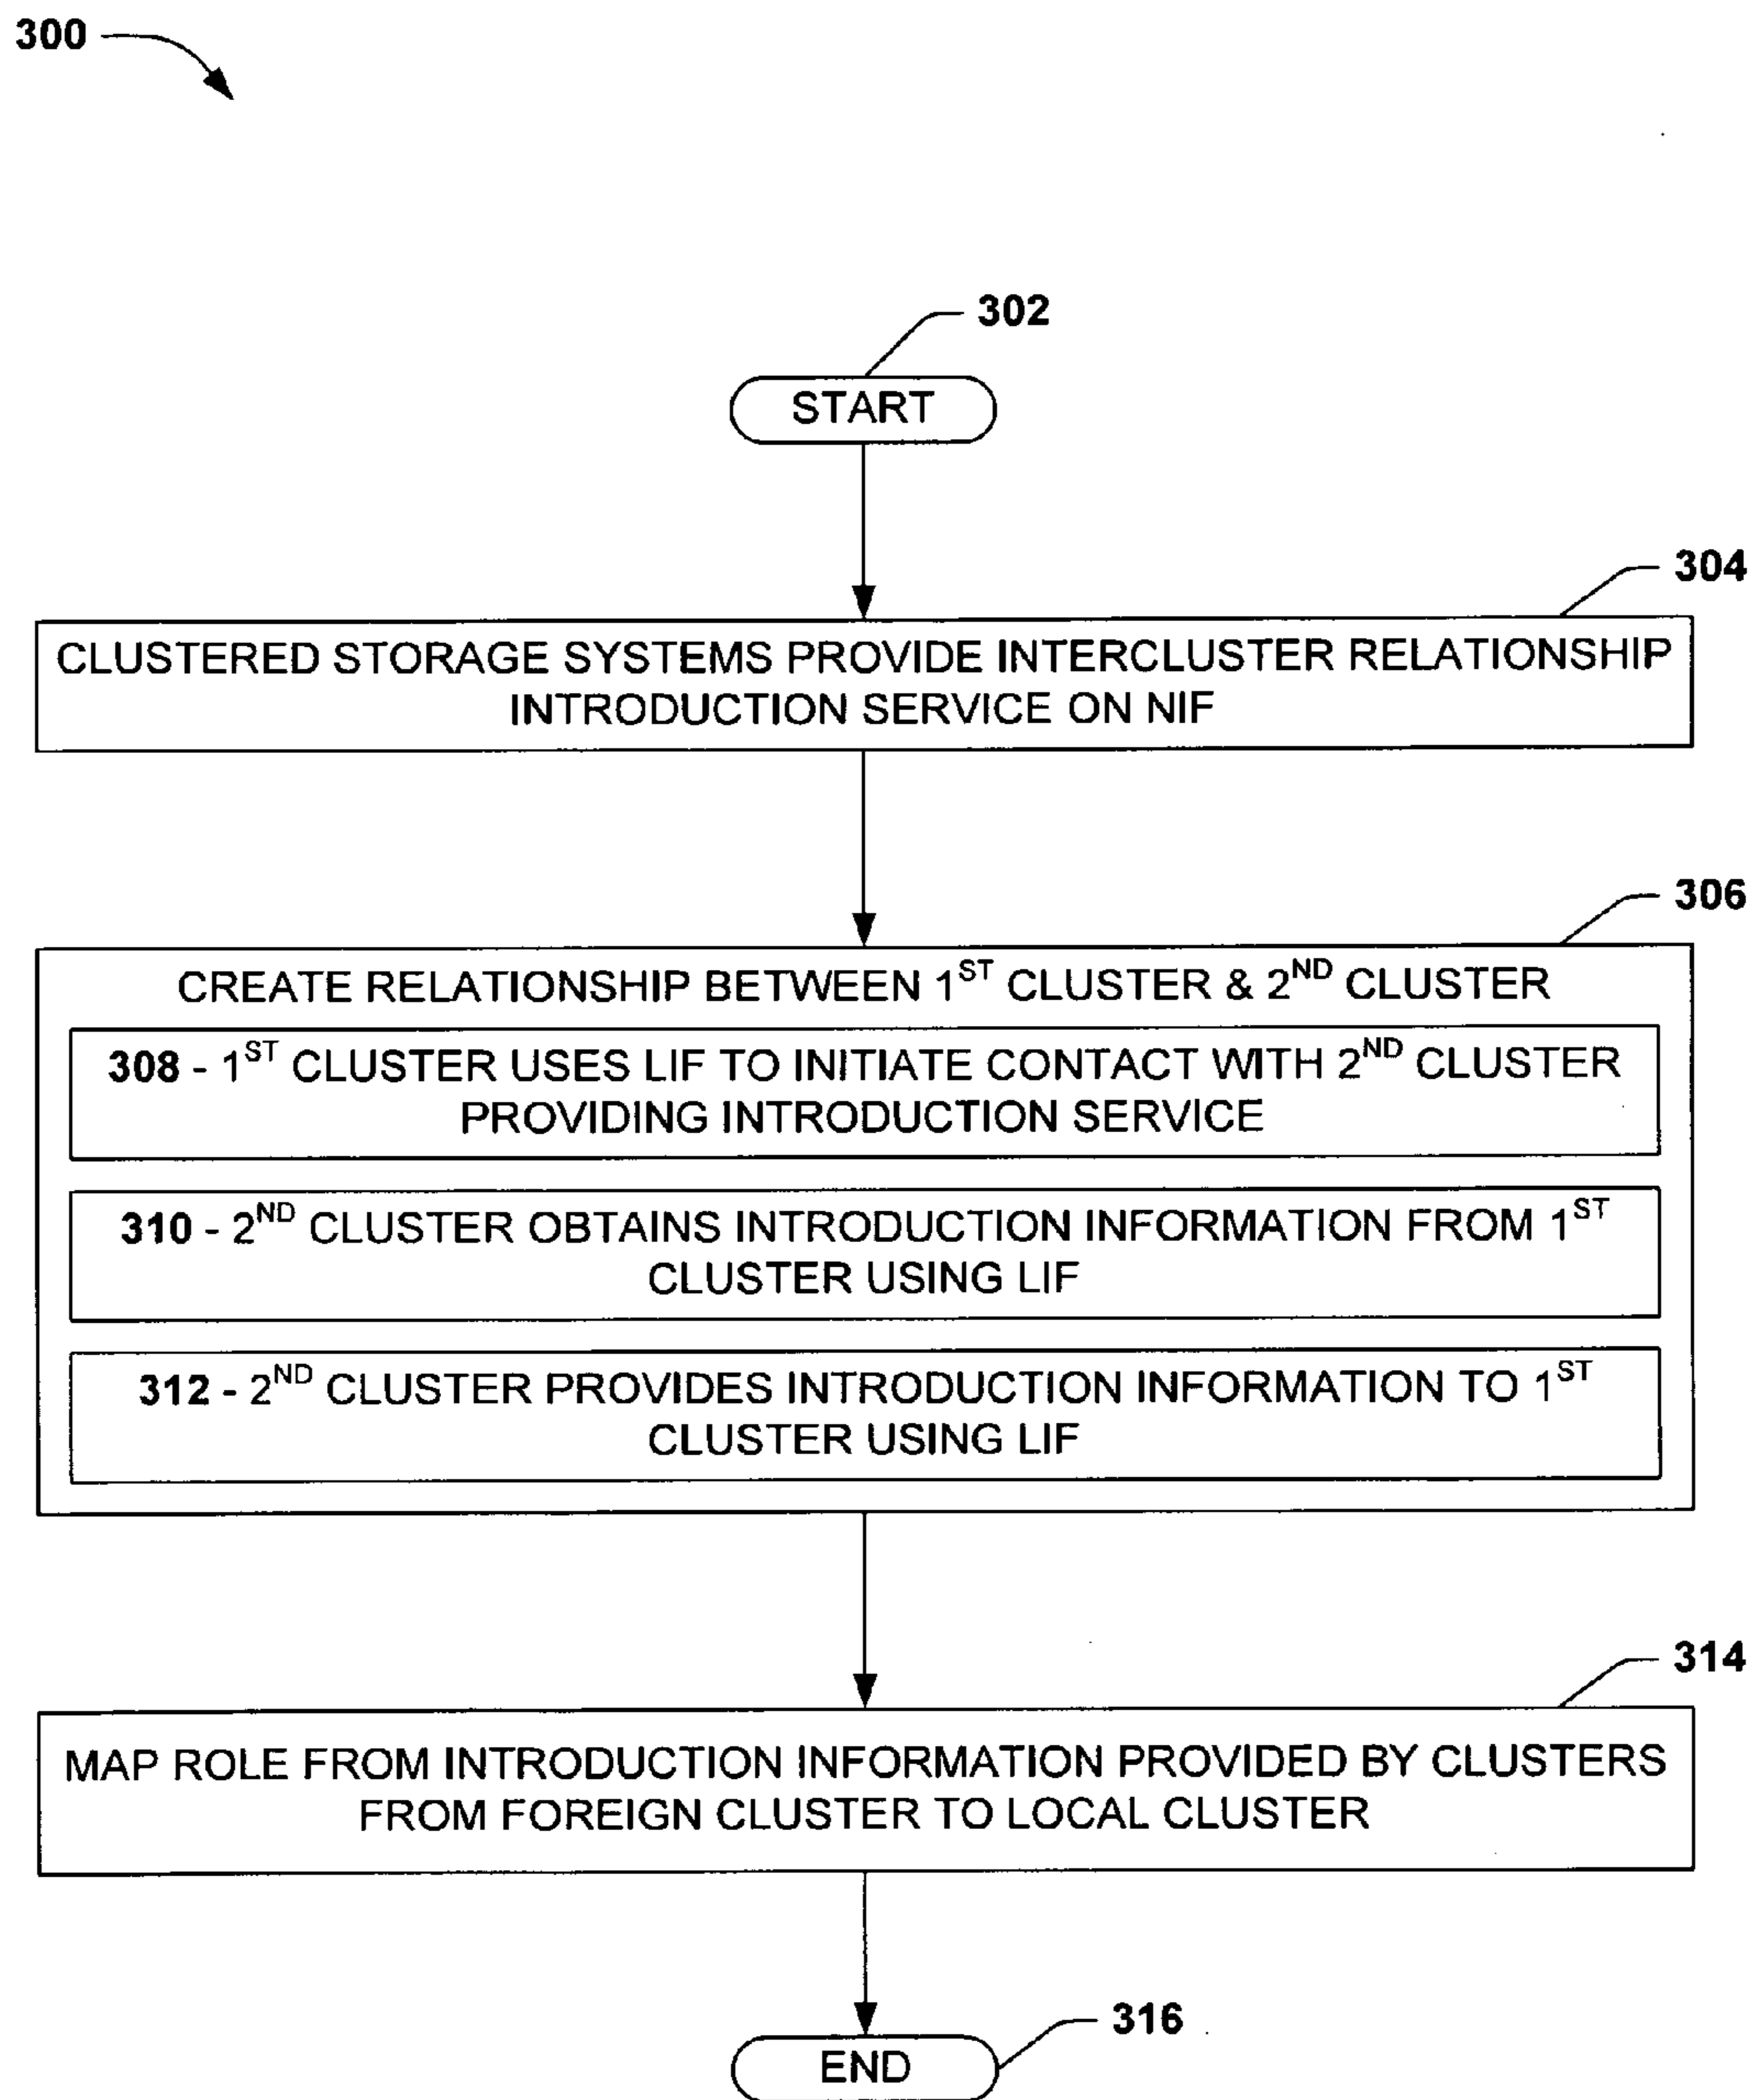 300
302
START
304
CLUSTERED STORAGE SYSTEMS PROVIDE INTERCLUSTER RELATIONSHIP
INTRODUCTION SERVICE ON NIF
306
CREATE RELATIONSHIP BETWEEN 1ST CLUSTER & 2ND CLUSTER
308 - 1ST CLUSTER USES LIF TO INITIATE CONTACT WITH 2ND CLUSTER
PROVIDING INTRODUCTION SERVICE
310 - 2ND CLUSTER OBTAINS INTRODUCTION INFORMATION FROM 1ST
CLUSTER USING LIF
312 - 2ND CLUSTER PROVIDES INTRODUCTION INFORMATION TO 1ST
CLUSTER USING LIF
314
MAP ROLE FROM INTRODUCTION INFORMATION PROVIDED BY CLUSTERS
FROM FOREIGN CLUSTER TO LOCAL CLUSTER
316
END